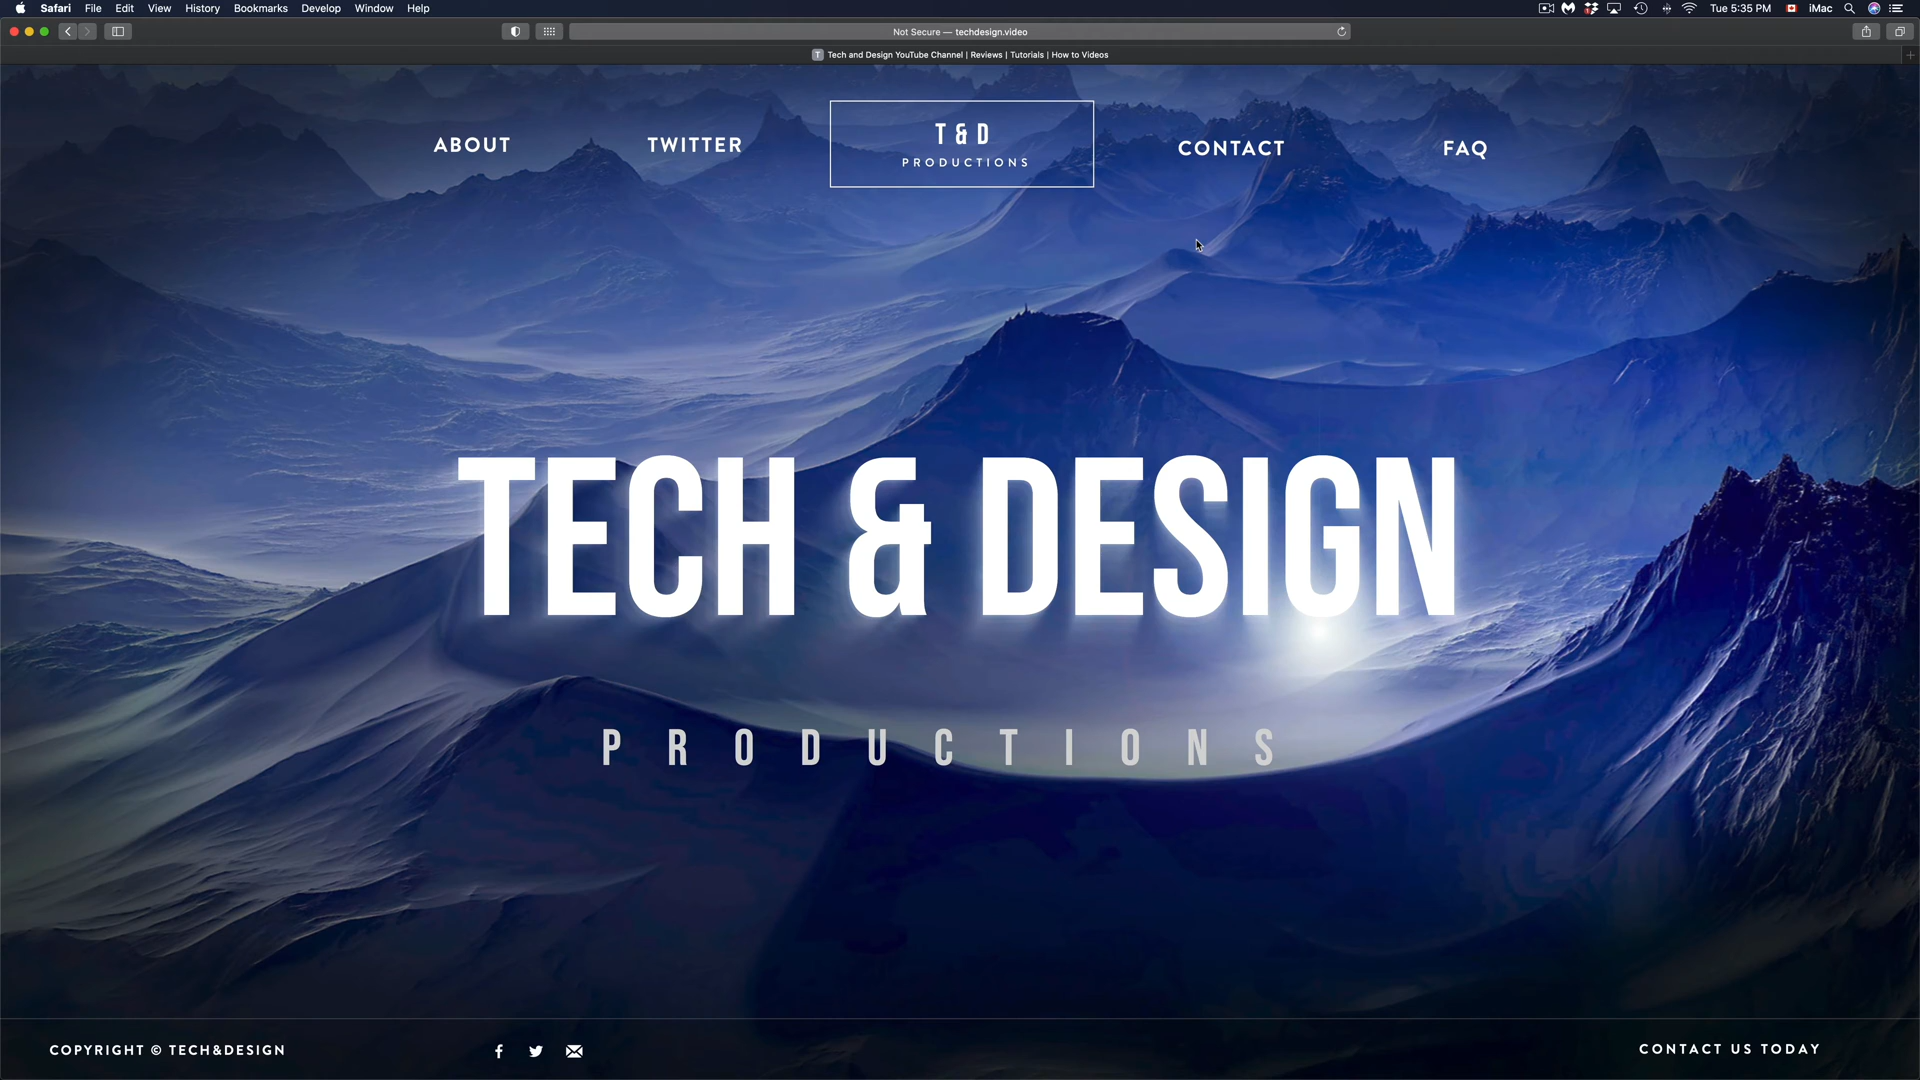 Safari File Edit View History Bookmarks Develop Window Help Tue 5:35 PM iMac
Not Secure — techdesign.video
T Tech and Design YouTube Channel | Reviews | Tutorials | How to Videos
ABOUT TWITTER T & D CONTACT FAQ
PRODUCTIONS
TECH & DESIGN
PRODUCTIONS
COPYRIGHT © TECH&DESIGN CONTACT US TODAY